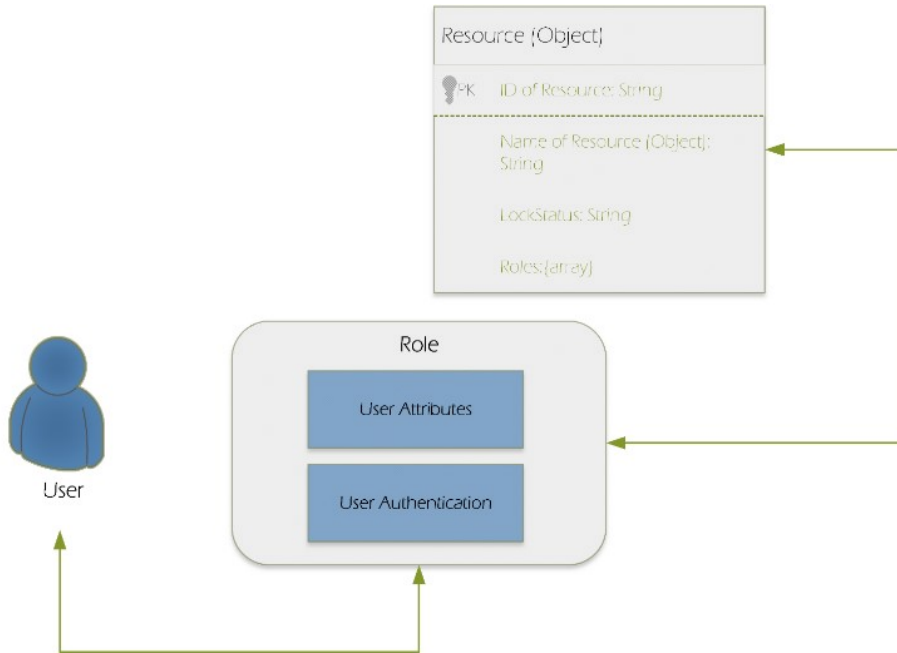 Resource (Object)
PK
ID of Resource: String
Name of Resource (Object):
String
LockStatus: String
Roles:{array}
Role
User Attributes
User Authentication
User